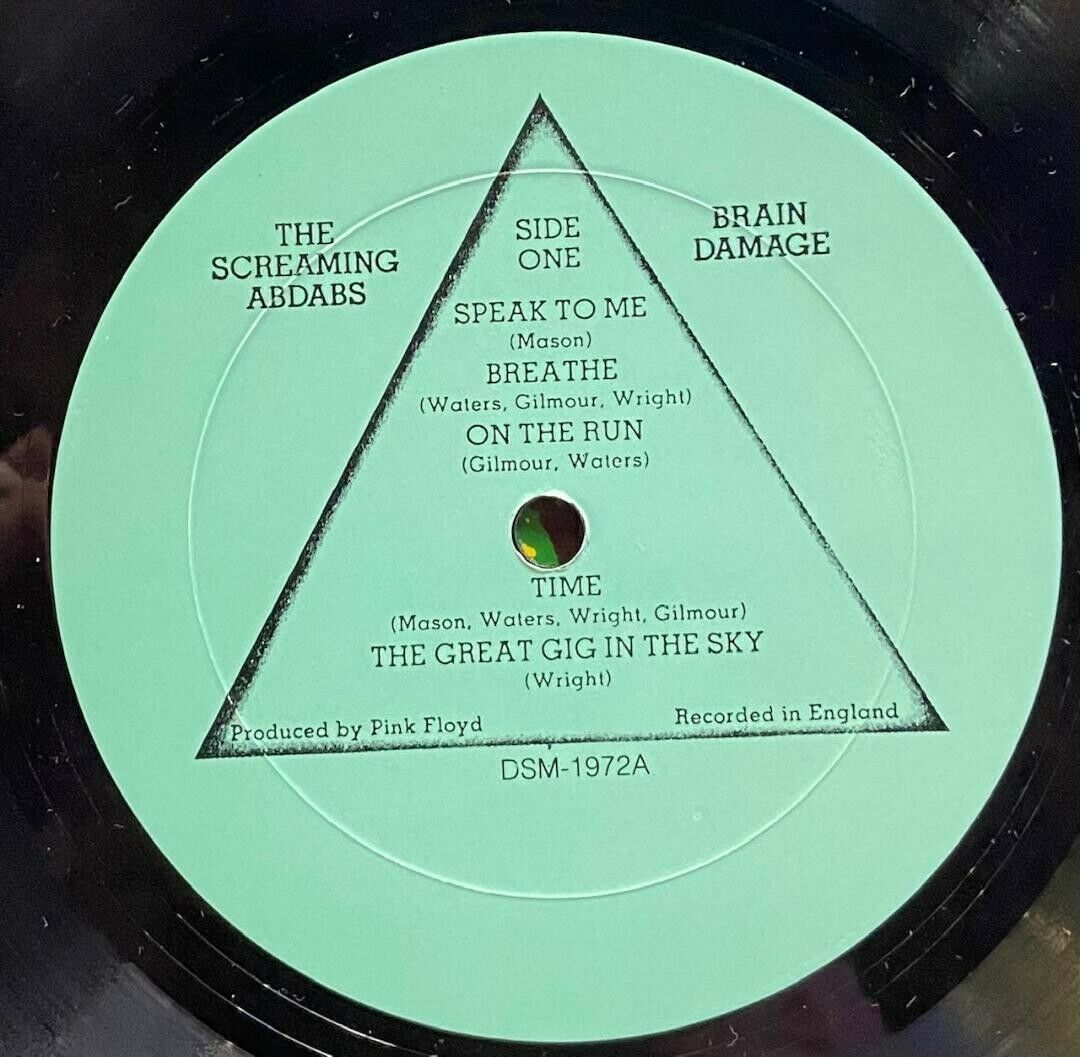 THE
SCREAMING
ABDABS
BRAIN
DAMAGE
SIDE
ONE
SPEAK TO ME
(Mason)
BREATHE
(Waters, Gilmour, Wright)
ON THE RUN
(Gilmour, Waters)
TIME
(Mason, Waters, Wright, Gilmour)
THE GREAT GIG IN THE SKY
(Wright)
Produced by Pink Floyd
Recorded in England
DSM-1972A